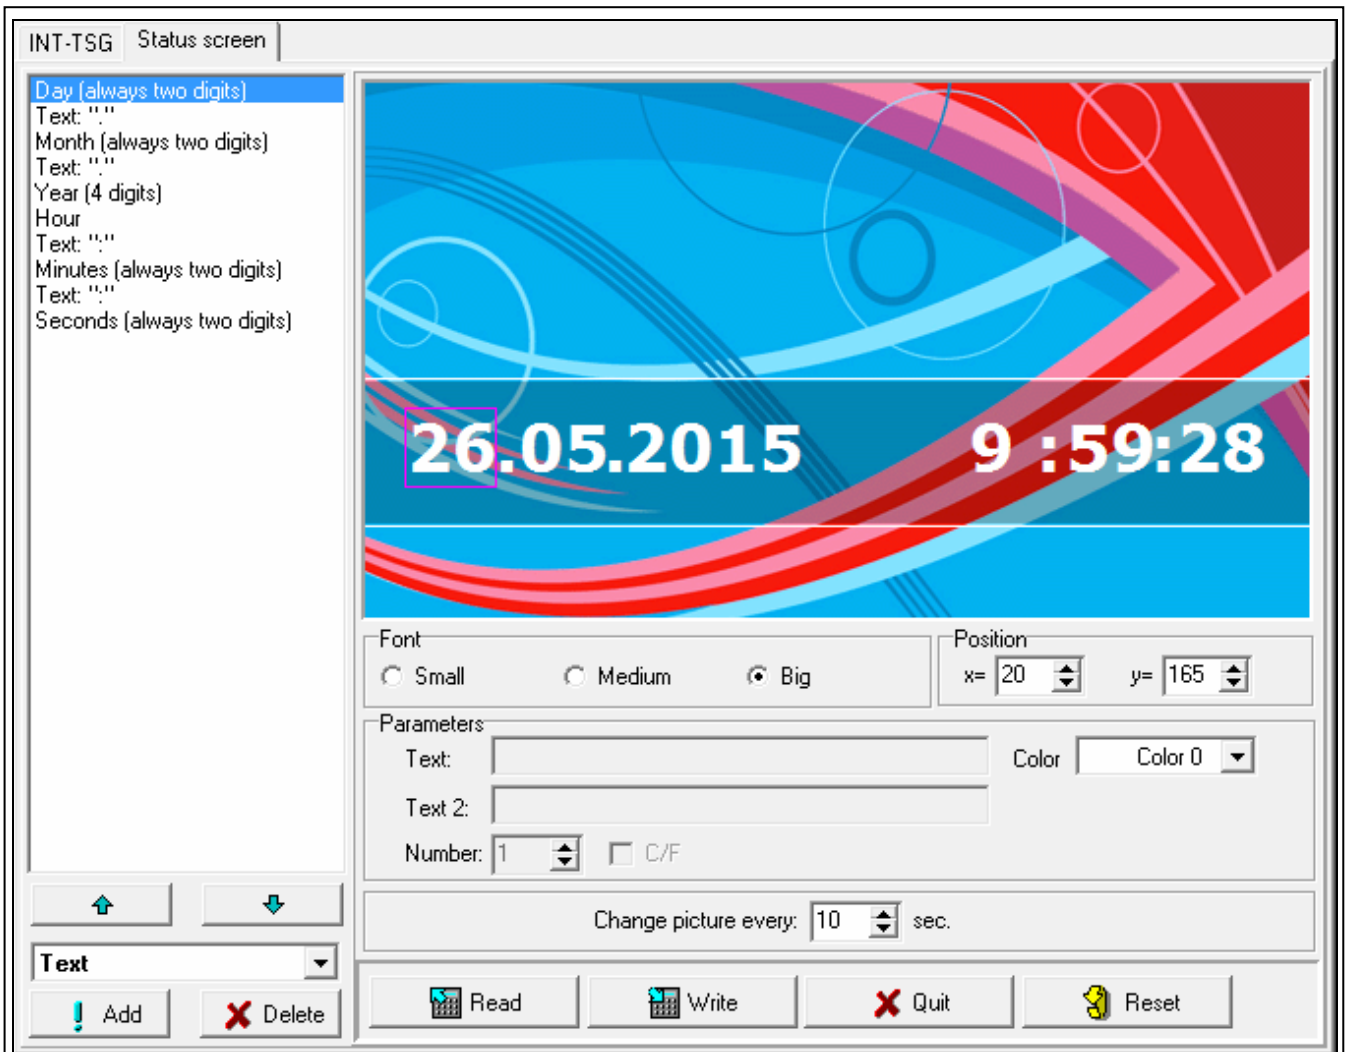 INT-TSG Status screen
Day (always two digits)
Text: "."
Month (always two digits)
Text: "."
Year (4 digits)
Hour
Text: ":"
Minutes (always two digits)
Text: ":"
Seconds (always two digits)
26.05.2015 9 :59:28
Font
Small Medium Big
Position
x= 20 y= 165
Parameters
Text: Color Color 0
Text 2:
Number: 1 C/F
Change picture every: 10 sec.
Text
Add Delete
Read Write Quit Reset